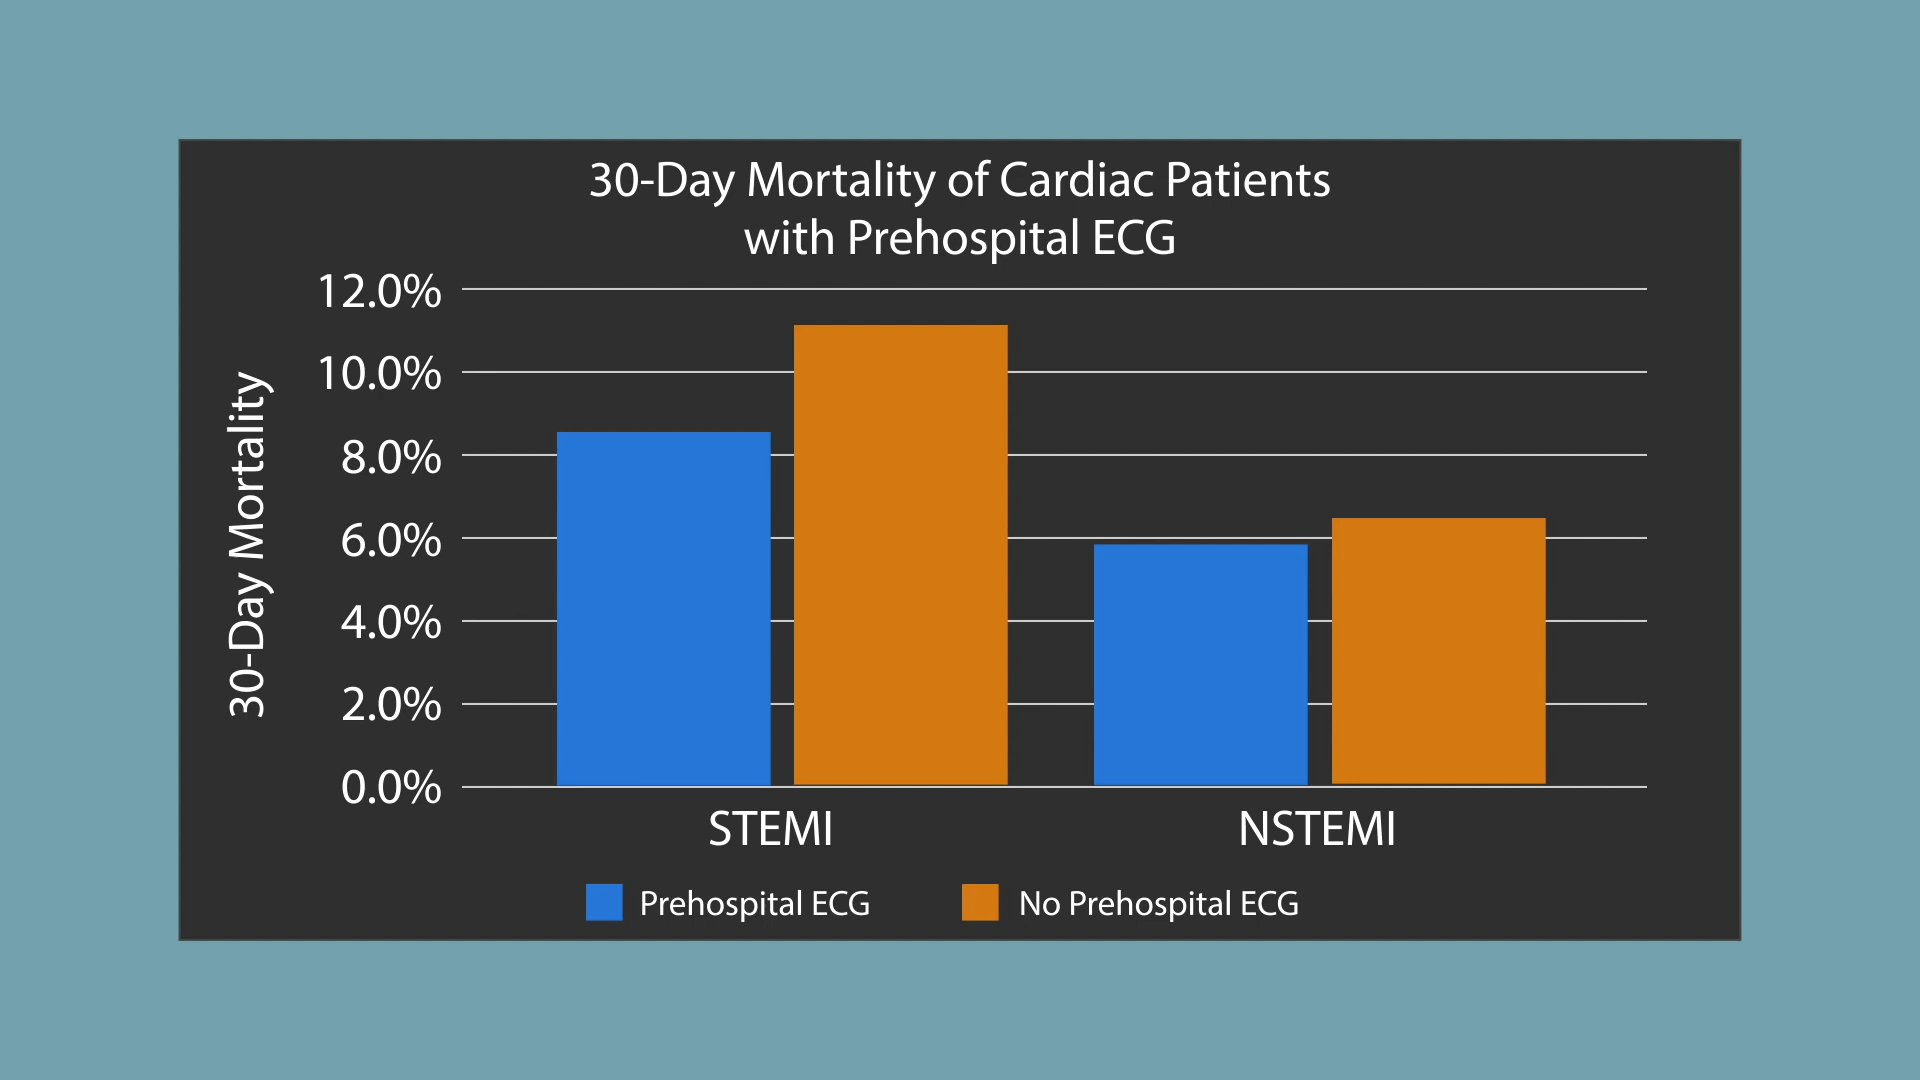 30-Day Mortality of Cardiac Patients
with Prehospital ECG
30-Day Mortality
12.0%
10.0%
8.0%
6.0%
4.0%
2.0%
0.0%
STEMI
NSTEMI
Prehospital ECG
No Prehospital ECG